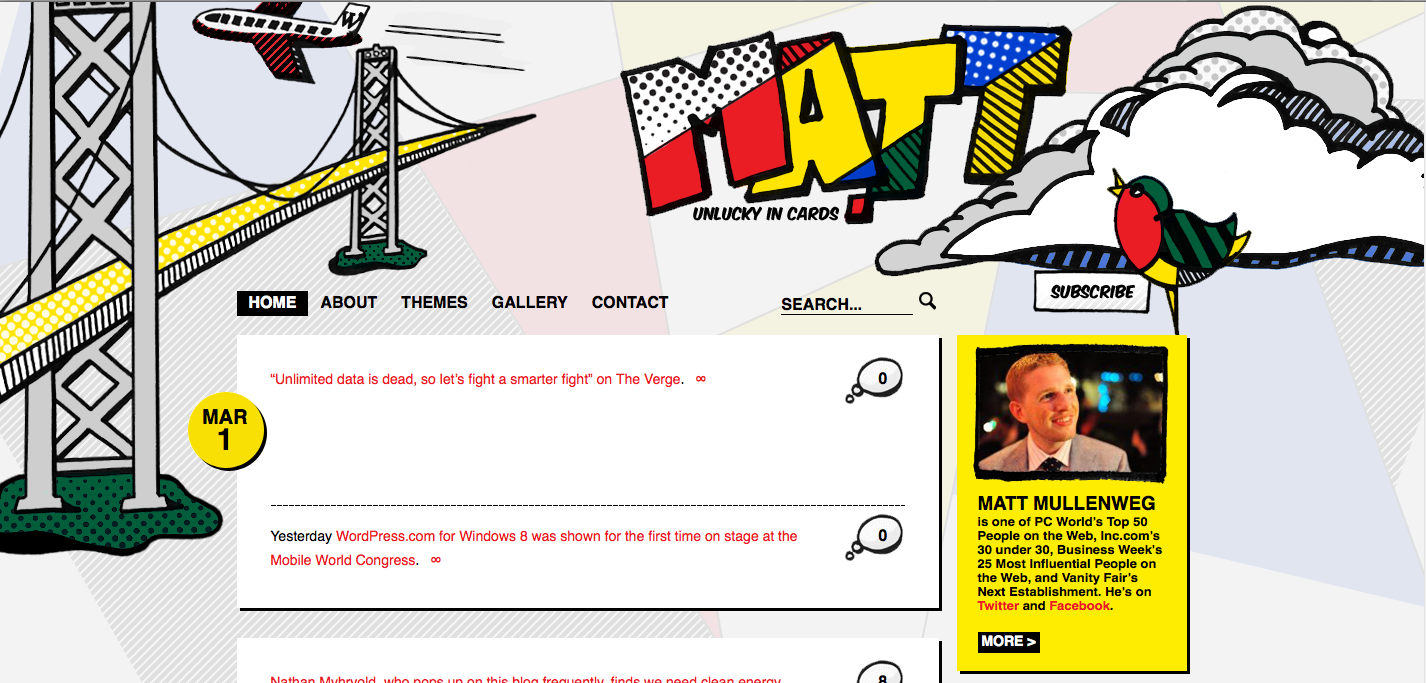 W
MATT
UNLUCKY IN CARDS
HOME ABOUT THEMES GALLERY CONTACT
SEARCH...
SUBSCRIBE
MAR
1
“Unlimited data is dead, so let’s fight a smarter fight” on The Verge. ∞
0
Yesterday WordPress.com for Windows 8 was shown for the first time on stage at the
Mobile World Congress. ∞
0
Nathan Myhrvold, who pops up on this blog frequently, finds we need clean energy
8
MATT MULLENWEG
is one of PC World’s Top 50
People on the Web, Inc.com’s
30 under 30, Business Week’s
25 Most Influential People on
the Web, and Vanity Fair’s
Next Establishment. He’s on
Twitter and Facebook.
MORE >